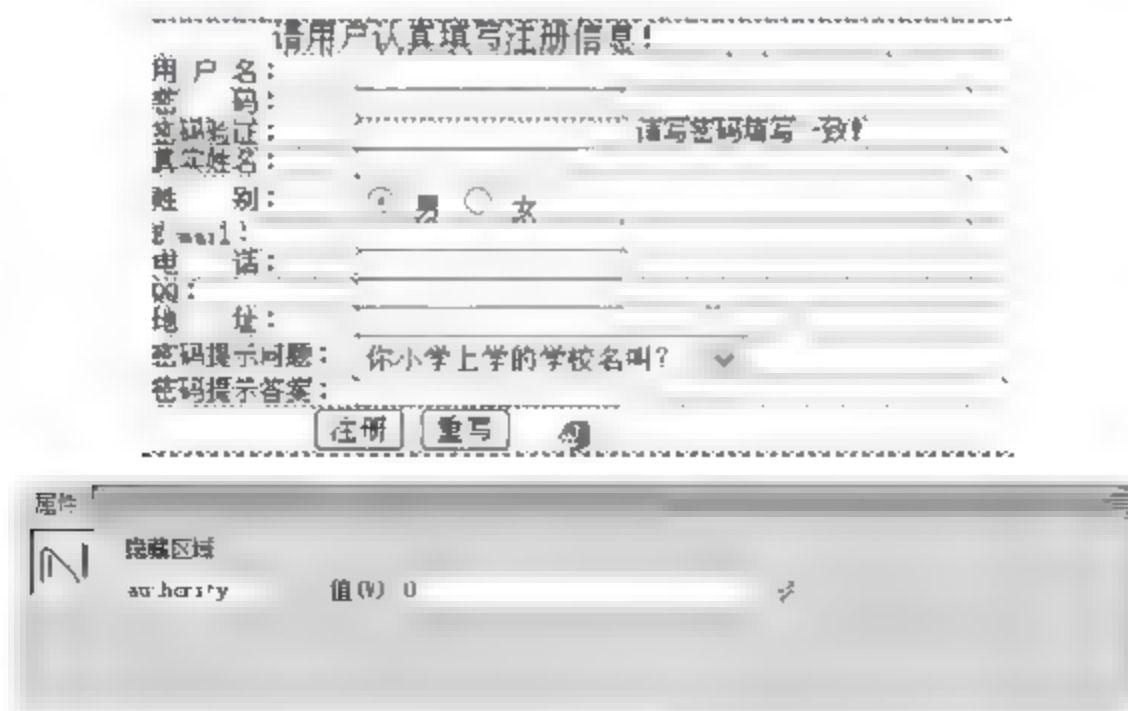 请用户认真填写注册信息!
用 户 名:
密 码:
密码验证: 请写密码填写一致!
真实姓名:
性 别: 男 女
E-mail:
电 话:
QQ:
地 址:
密码提示问题: 你小学上学的学校名叫?
密码提示答案:
注册 重写
属性
隐藏区域
authority 值(V) 0